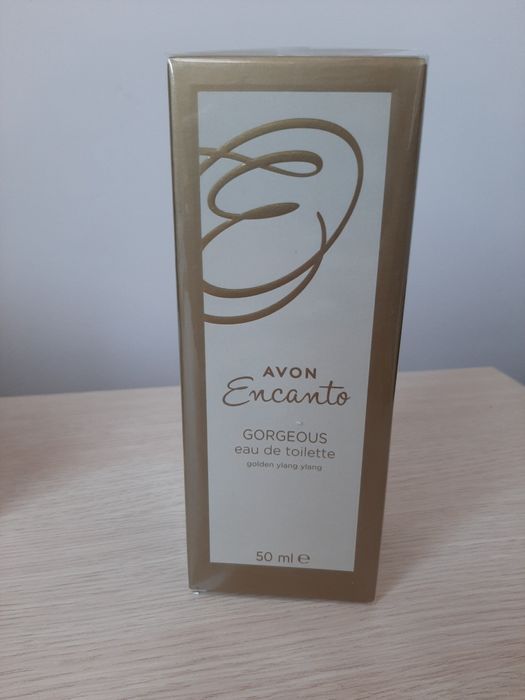 AVON
Encanto
GORGEOUS
eau de toilette
golden ylang ylang
50 ml ℮